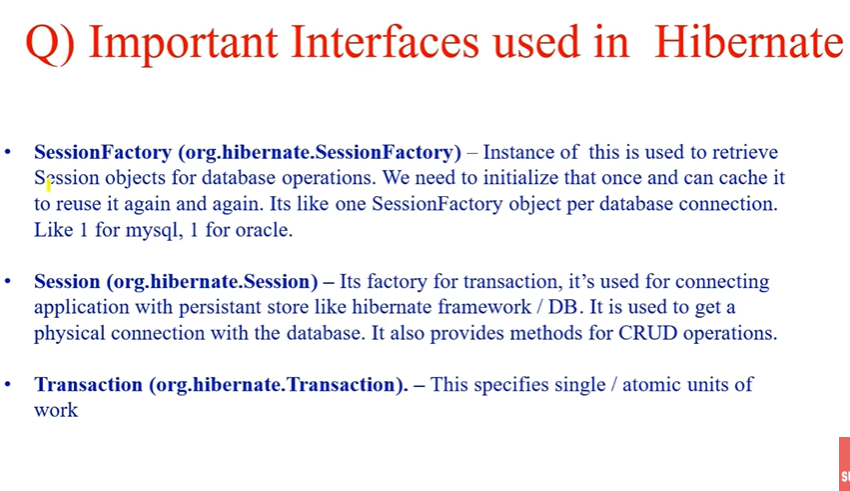 Q) Important Interfaces used in Hibernate
• SessionFactory (org.hibernate.SessionFactory) – Instance of this is used to retrieve
Session objects for database operations. We need to initialize that once and can cache it
to reuse it again and again. Its like one SessionFactory object per database connection.
Like 1 for mysql, 1 for oracle.
• Session (org.hibernate.Session) – Its factory for transaction, it’s used for connecting
application with persistant store like hibernate framework / DB. It is used to get a
physical connection with the database. It also provides methods for CRUD operations.
• Transaction (org.hibernate.Transaction). – This specifies single / atomic units of
work